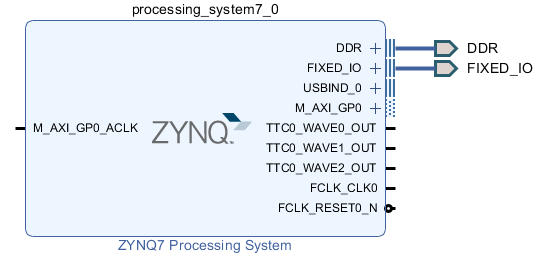 processing_system7_0
DDR
DDR
FIXED_IO
FIXED_IO
USBIND_0
M_AXI_GP0
M_AXI_GP0_ACLK
ZYNQ
TTC0_WAVE0_OUT
TTC0_WAVE1_OUT
TTC0_WAVE2_OUT
FCLK_CLK0
FCLK_RESET0_N
ZYNQ7 Processing System